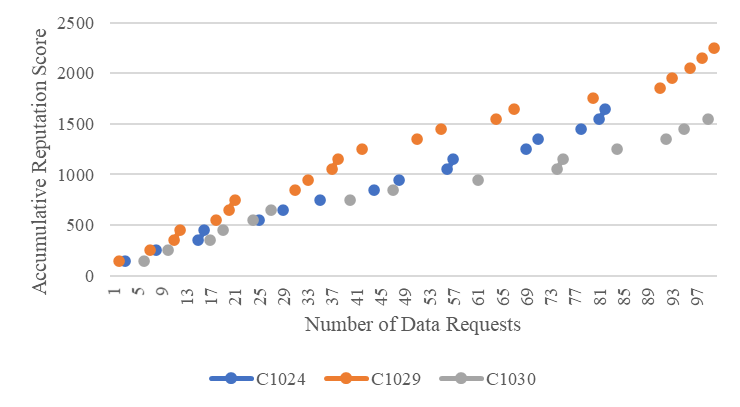 2500
2000
1500
1000
500
0
Accumulative Reputation Score
1 5 9 13 17 21 25 29 33 37 41 45 49 53 57 61 65 69 73 77 81 85 89 93 97
Number of Data Requests
C1024 C1029 C1030